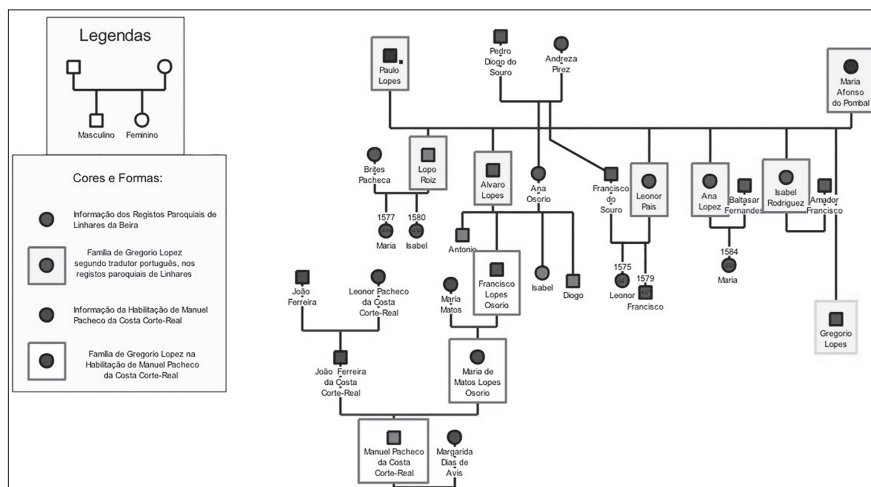 Legendas
Masculino
Feminino
Cores e Formas:
Informação dos Registos Paroquiais de
Linhares da Beira
Família de Gregorio Lopez
segundo tradutor português, nos
registos paroquiais de Linhares
Informação da Habilitação de Manuel
Pacheco da Costa Corte-Real
Família de Gregorio Lopez na
Habilitação de Manuel Pacheco
da Costa Corte-Real
Paulo
Lopes
Pedro
Diogo do
Souro
Andreza
Pirez
Maria
Afonso
do Pombal
Brites
Pacheca
Lopo
Roiz
Alvaro
Lopes
Ana
Osorio
Francisco
do
Souro
Leonor
Pais
Ana
Lopez
Baltasar
Fernandes
Isabel
Rodriguez
Amador
Francisco
1577
Maria
1580
Isabel
Antonio
Francisco
Lopes
Osorio
Isabel
Diogo
1575
Leonor
1579
Francisco
1584
Maria
Gregorio
Lopes
João
Ferreira
Leonor Pacheco
da Costa
Corte-Real
Maria
Matos
João Ferreira
da Costa
Corte-Real
Maria de
Matos Lopes
Osorio
Manuel Pacheco
da Costa
Corte-Real
Margarida
Dias de
Avis